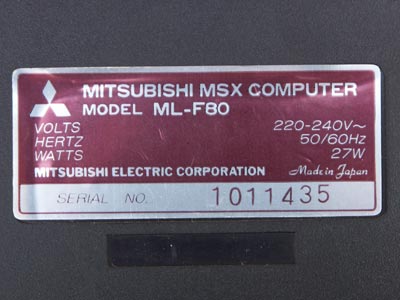 MITSUBISHI MSX COMPUTER
MODEL ML-F80
VOLTS 220-240V~
HERTZ 50/60Hz
WATTS 27W
MITSUBISHI ELECTRIC CORPORATION Made in Japan
SERIAL NO. 1011435